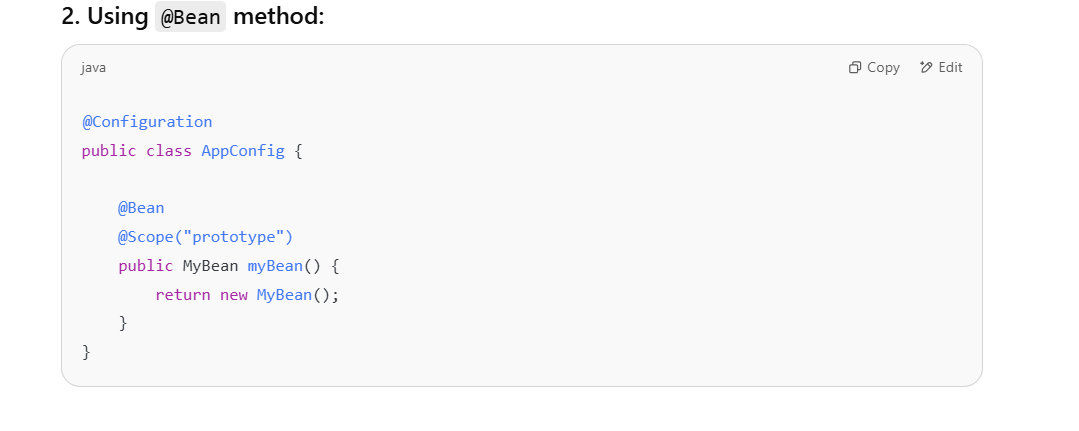 2. Using @Bean method:
java Copy Edit
@Configuration
public class AppConfig {
@Bean
@Scope("prototype")
public MyBean myBean() {
return new MyBean();
}
}